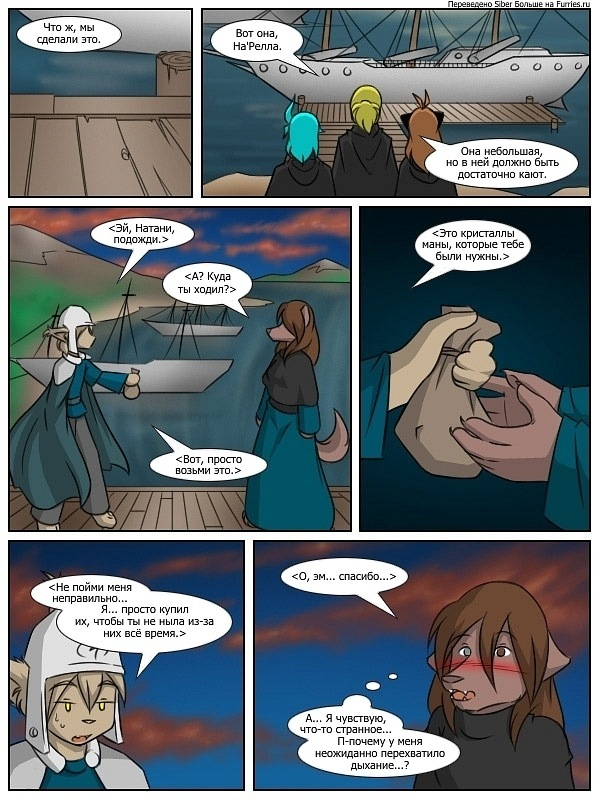 Переведено Siber Больше на Furries.ru
Что ж, мы
сделали это.
Вот она,
На'Релла.
Она небольшая,
но в ней должно быть
достаточно кают.
<Эй, Натани,
подожди.>
<А? Куда
ты ходил?>
<Вот, просто
возьми это.>
<Это кристаллы
маны, которые тебе
были нужны.>
<Не пойми меня
неправильно...
Я... просто купил
их, чтобы ты не ныла из-за
них всё время.>
<О, эм... спасибо...>
А... Я чувствую,
что-то странное...
П-почему у меня
неожиданно перехватило
дыхание...?